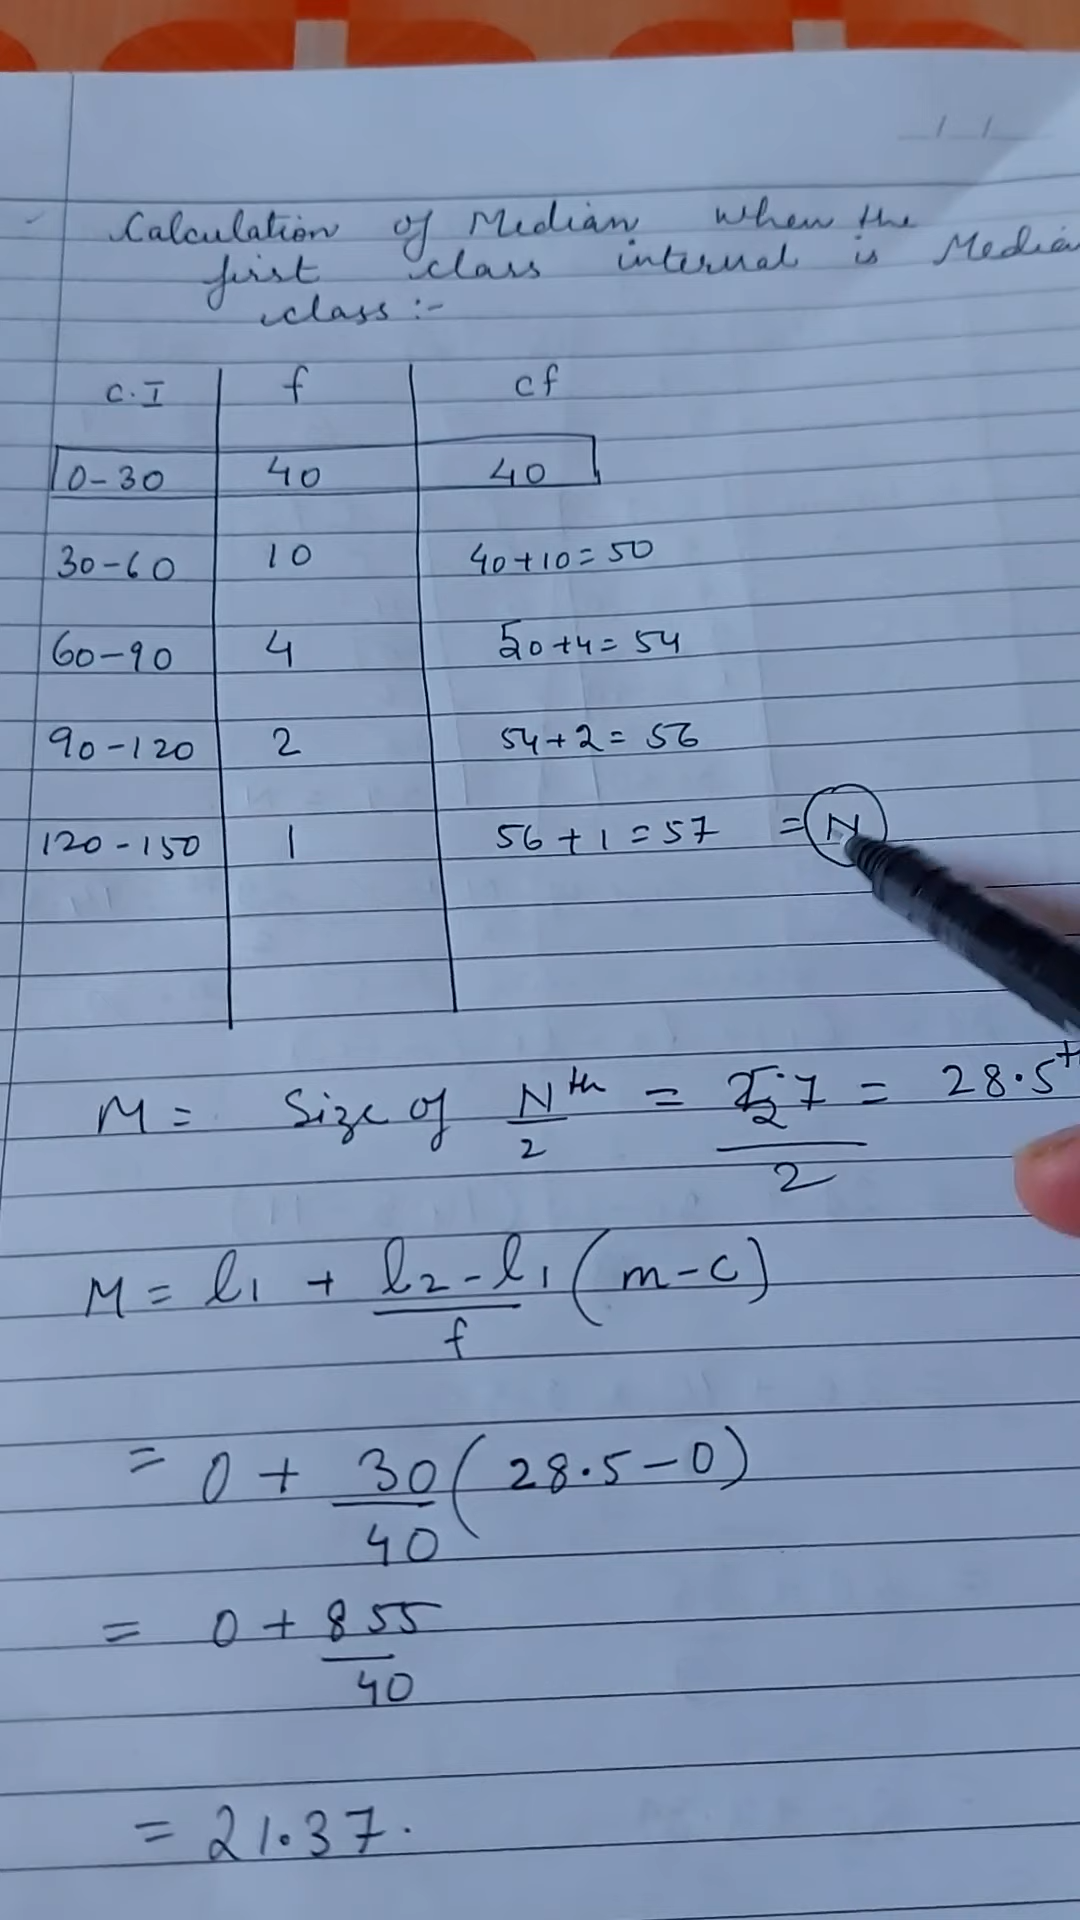 Calculation of Median when the
first class interval is Media
class :-
C.I f cf
0-30 40 40
30-60 10 40+10=50
60-90 4 50+4=54
90-120 2 54+2=56
120-150 1 56+1=57 =N
M = Size of N/2 th = 57/2 = 28.5t
M = l1 + l2-l1/f (m-c)
= 0 + 30/40 (28.5-0)
= 0 + 855/40
= 21.37.